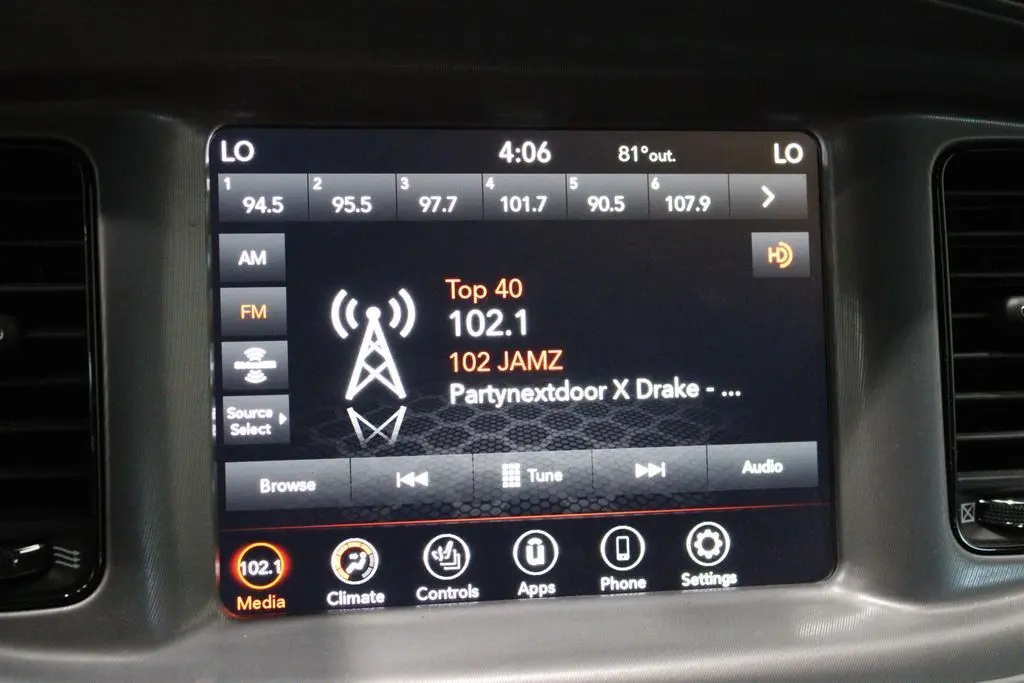 LO 4:06 81°out. LO
1 94.5 2 95.5 3 97.7 4 101.7 5 90.5 6 107.9
AM
HD
FM
Top 40
102.1
102 JAMZ
Partynextdoor X Drake - ...
Source
Select
Browse Tune Audio
102.1
Media Climate Controls Apps Phone Settings